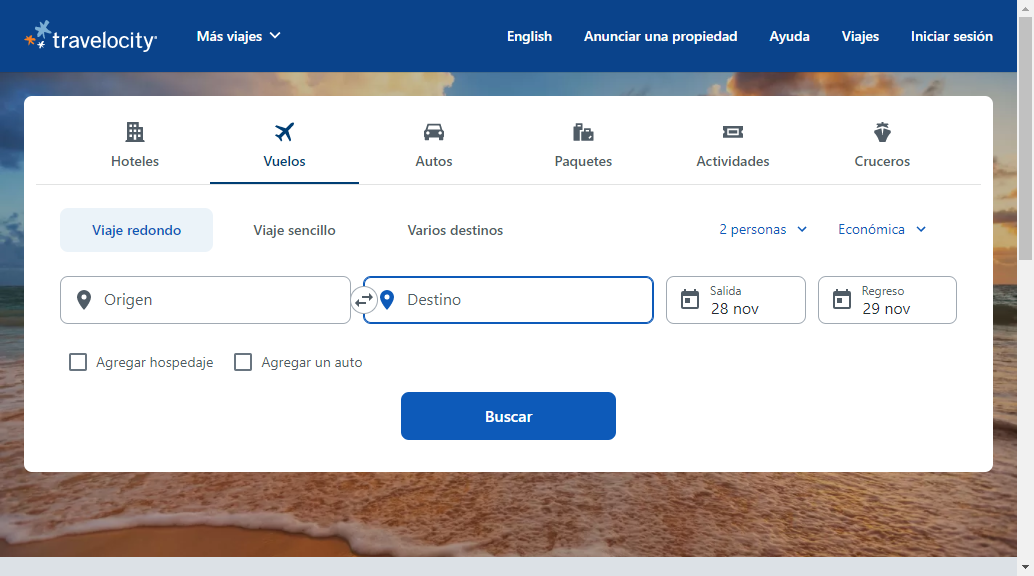 travelocity
Más viajes
English
Anunciar una propiedad
Ayuda
Viajes
Iniciar sesión
Hoteles
Vuelos
Autos
Paquetes
Actividades
Cruceros
Viaje redondo
Viaje sencillo
Varios destinos
2 personas
Económica
Origen
Destino
Salida
28 nov
Regreso
29 nov
Agregar hospedaje
Agregar un auto
Buscar